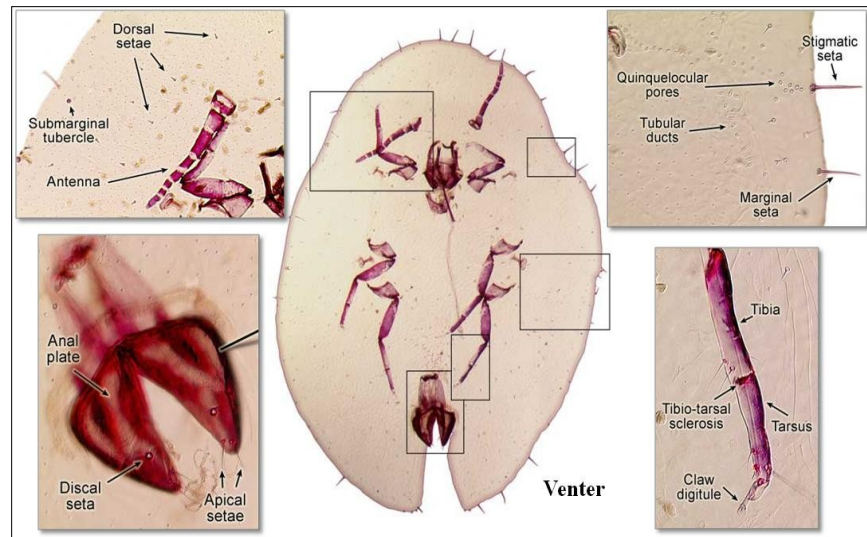 Dorsal
setae
Submarginal
tubercle
Antenna
Stigmatic
seta
Quinquelocular
pores
Tubular
ducts
Marginal
seta
Anal
plate
Discal
seta
Apical
setae
Venter
Tibia
Tibio-tarsal
sclerosis
Tarsus
Claw
digitule